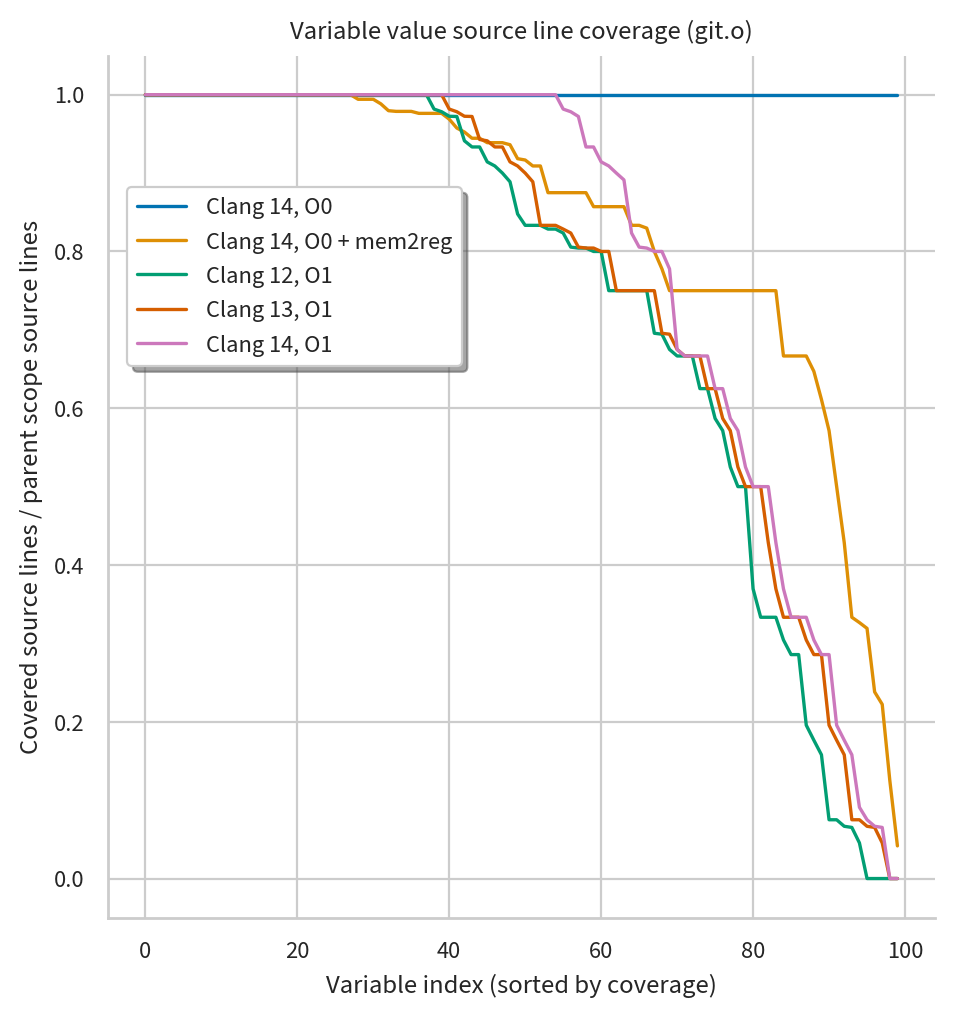 Variable value source line coverage (git.o)
Covered source lines / parent scope source lines
1.0
0.8
0.6
0.4
0.2
0.0
Clang 14, O0
Clang 14, O0 + mem2reg
Clang 12, O1
Clang 13, O1
Clang 14, O1
0 20 40 60 80 100
Variable index (sorted by coverage)